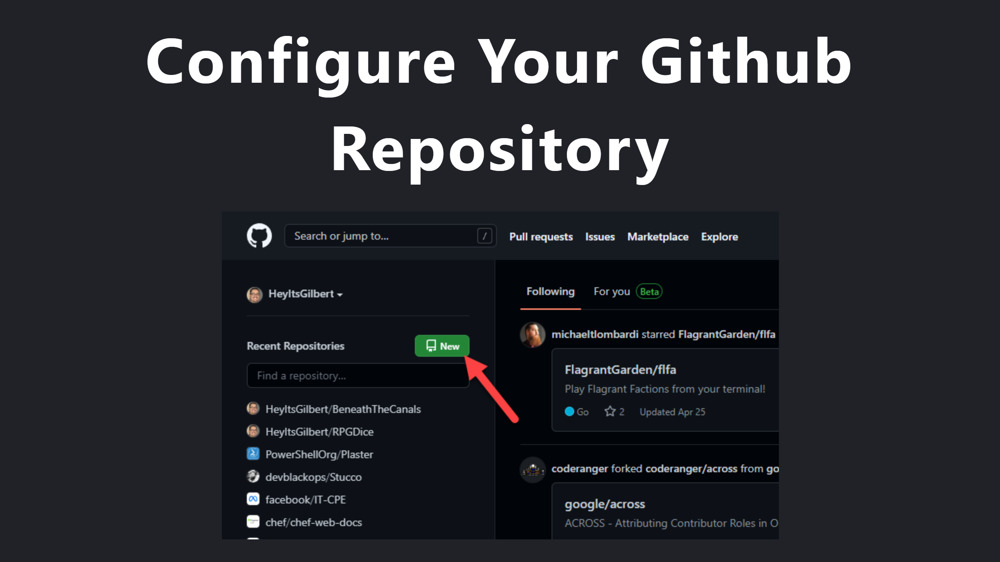 Configure Your Github
Repository
Search or jump to...
/
Pull requests Issues Marketplace Explore
HeyItsGilbert
Following For you Beta
michaeltlombardi starred FlagrantGarden/flfa
Recent Repositories
New
Find a repository...
FlagrantGarden/flfa
Play Flagrant Factions from your terminal!
Go 2 Updated Apr 25
HeyItsGilbert/BeneathTheCanals
HeyItsGilbert/RPGDice
PowerShellOrg/Plaster
devblackops/Stucco
facebook/IT-CPE
chef/chef-web-docs
coderanger forked coderanger/across from go
google/across
ACROSS - Attributing Contributor Roles in O